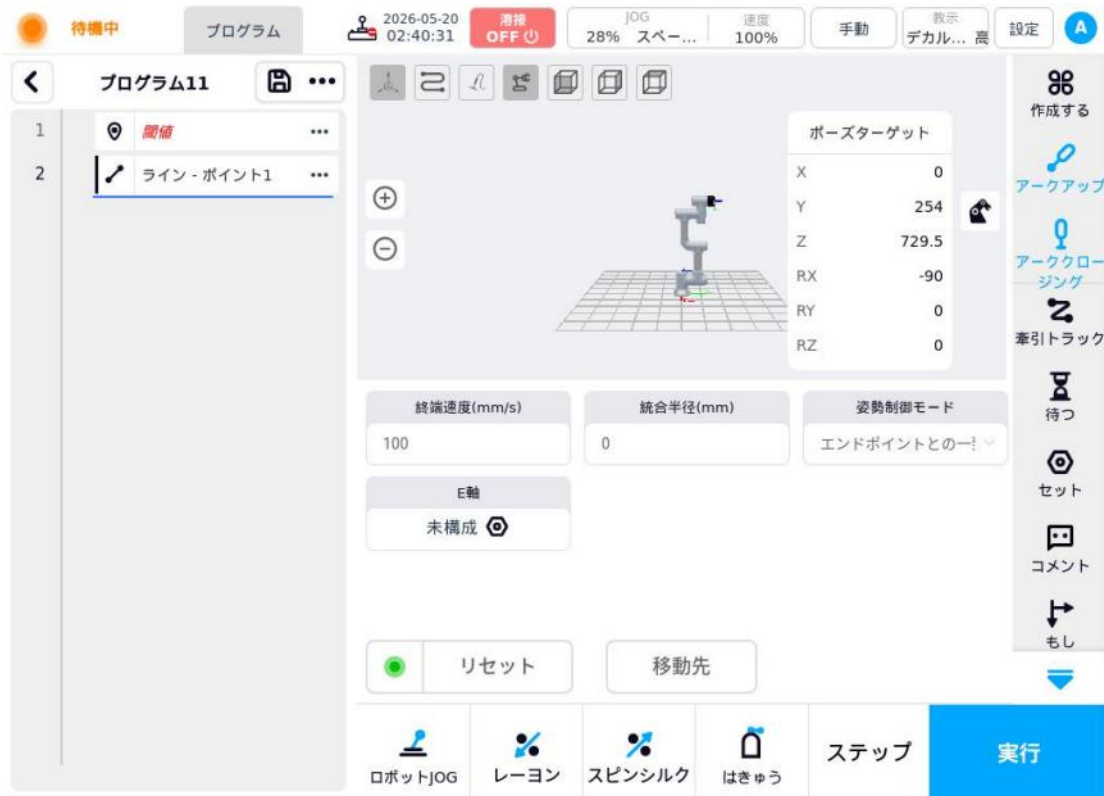 待機中
プログラム
2026-05-20
02:40:31
溶接
OFF
JOG
28% スペー...
速度
100%
手動
教示
デカル... 高
設定
A
プログラム11
1 閾値
2 ライン - ポイント1
ポーズターゲット
X 0
Y 254
Z 729.5
RX -90
RY 0
RZ 0
終端速度(mm/s)
100
統合半径(mm)
0
姿勢制御モード
エンドポイントとの一
E軸
未構成
リセット
移動先
作成する
アークアップ
アーククロー
ジング
牽引トラック
待つ
セット
コメント
もし
ロボットJOG
レーヨン
スピンシルク
はきゅう
ステップ
実行